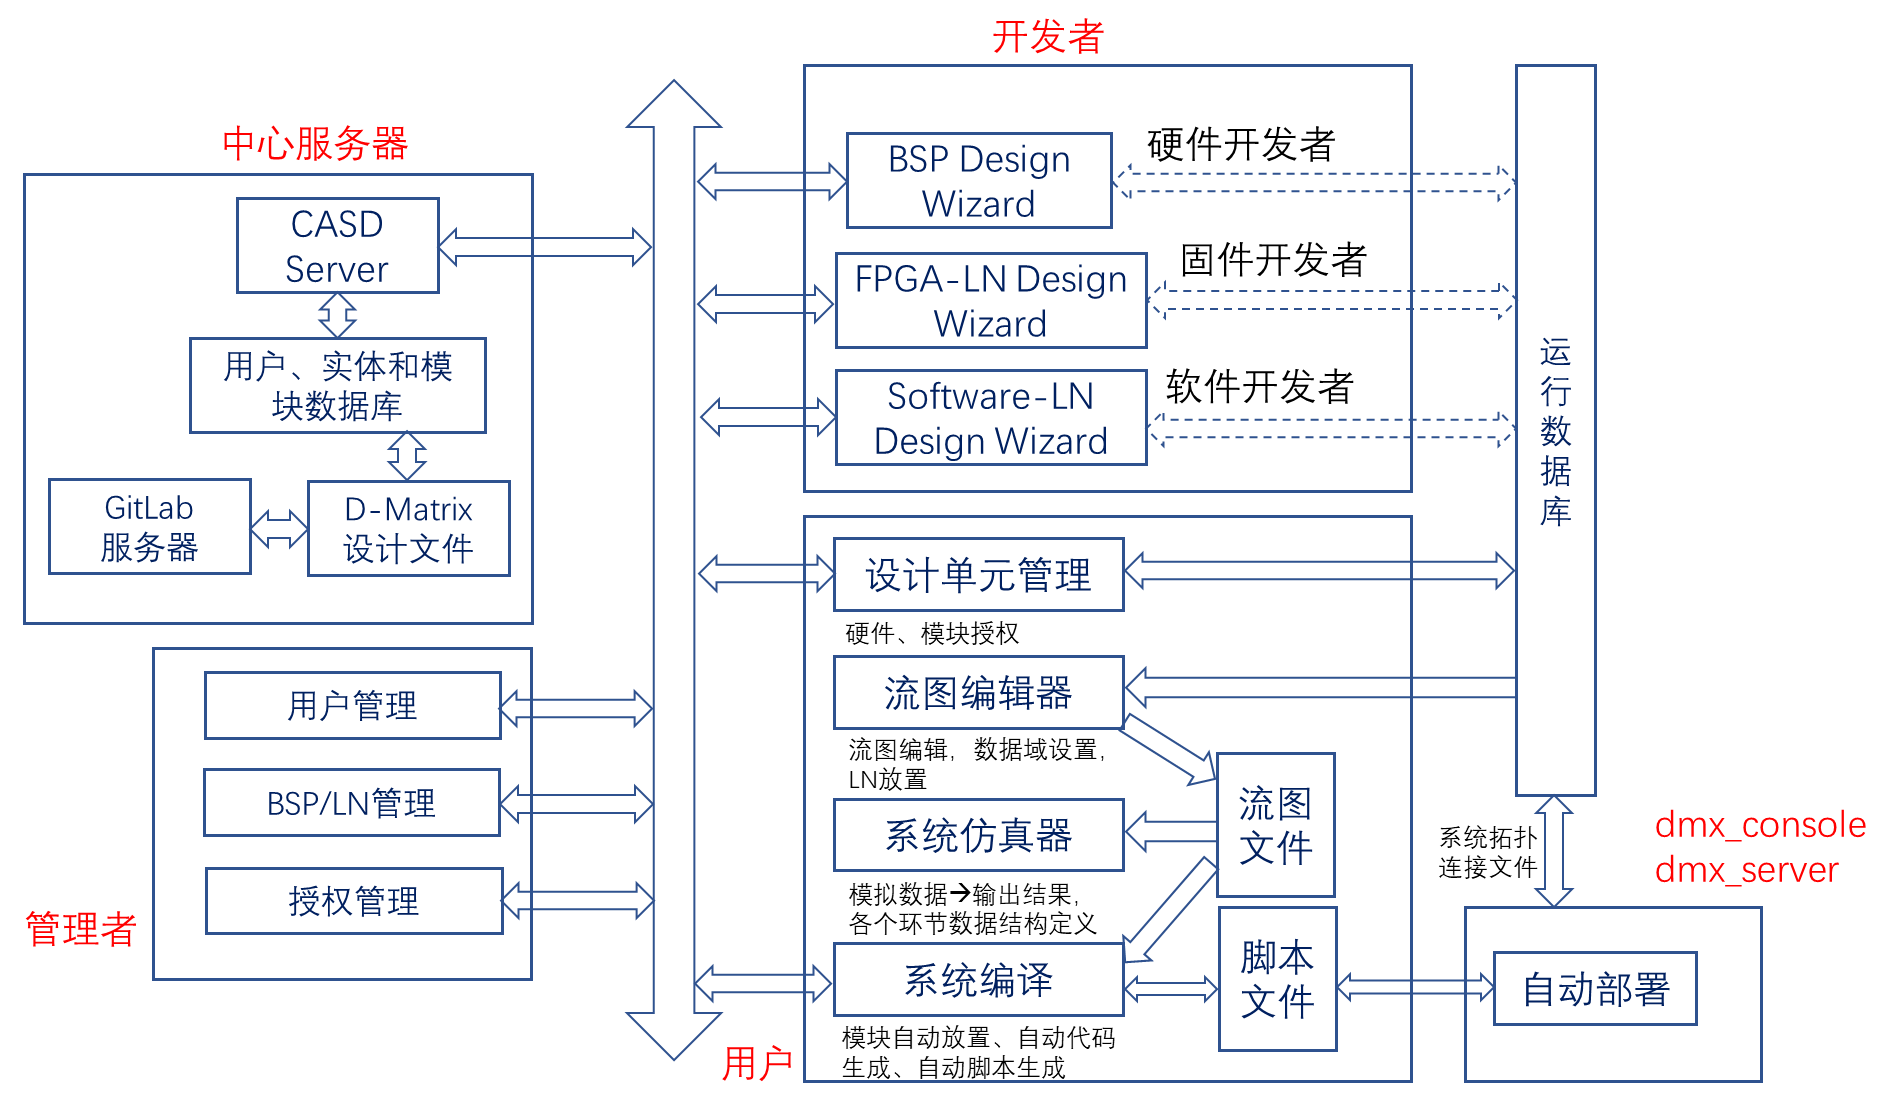 开发者
中心服务器
CASD
Server
用户、实体和模
块数据库
GitLab
服务器
D-Matrix
设计文件
管理者
用户管理
BSP/LN管理
授权管理
BSP Design
Wizard
硬件开发者
FPGA-LN Design
Wizard
固件开发者
Software-LN
Design Wizard
软件开发者
运
行
数
据
库
用户
设计单元管理
硬件、模块授权
流图编辑器
流图编辑，数据域设置，
LN放置
系统仿真器
模拟数据→输出结果，
各个环节数据结构定义
系统编译
模块自动放置、自动代码
生成、自动脚本生成
流图
文件
脚本
文件
系统拓扑
连接文件
dmx_console
dmx_server
自动部署